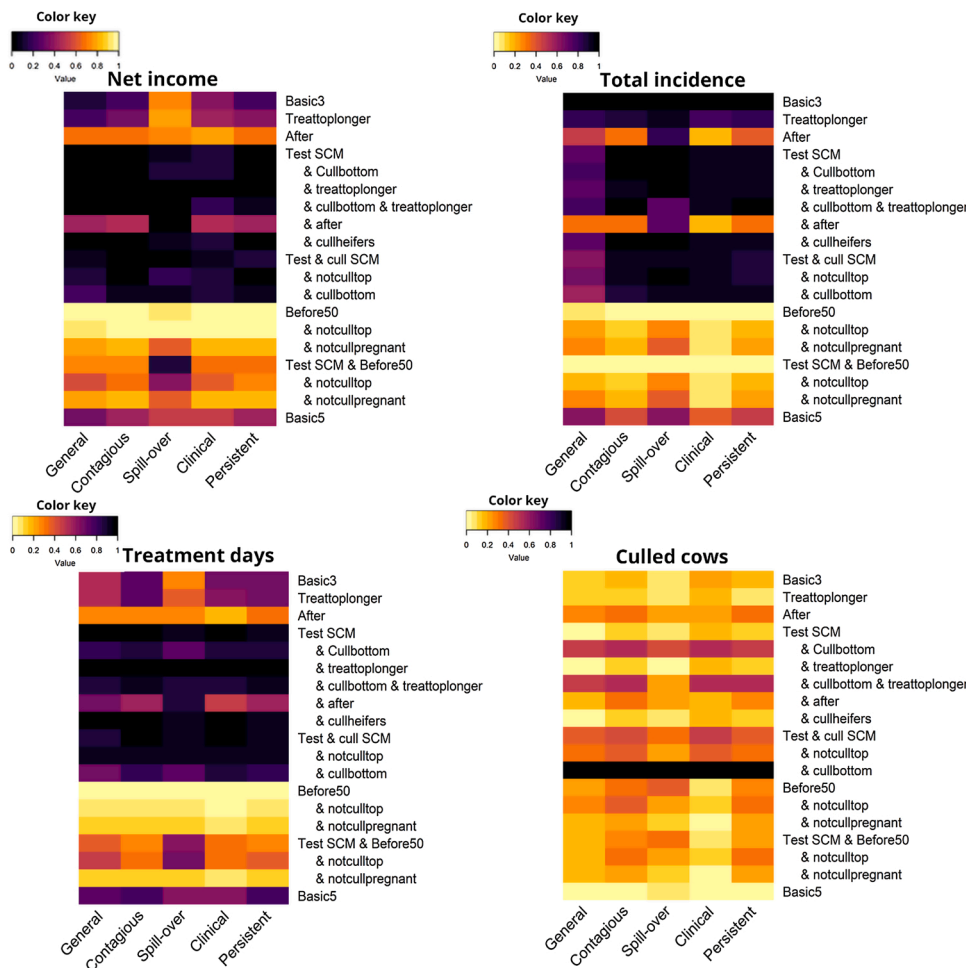 Color key
0 0.2 0.4 0.6 0.8 1
Value
Net income
Basic3
Treattoplonger
After
Test SCM
& Cullbottom
& treattoplonger
& cullbottom & treattoplonger
& after
& cullheifers
Test & cull SCM
& notculltop
& cullbottom
Before50
& notculltop
& notcullpregnant
Test SCM & Before50
& notculltop
& notcullpregnant
Basic5
General
Contagious
Spill-over
Clinical
Persistent
Color key
0 0.2 0.4 0.6 0.8 1
Value
Total incidence
Basic3
Treattoplonger
After
Test SCM
& Cullbottom
& treattoplonger
& cullbottom & treattoplonger
& after
& cullheifers
Test & cull SCM
& notculltop
& cullbottom
Before50
& notculltop
& notcullpregnant
Test SCM & Before50
& notculltop
& notcullpregnant
Basic5
General
Contagious
Spill-over
Clinical
Persistent
Color key
0 0.2 0.4 0.6 0.8 1
Value
Treatment days
Basic3
Treattoplonger
After
Test SCM
& Cullbottom
& treattoplonger
& cullbottom & treattoplonger
& after
& cullheifers
Test & cull SCM
& notculltop
& cullbottom
Before50
& notculltop
& notcullpregnant
Test SCM & Before50
& notculltop
& notcullpregnant
Basic5
General
Contagious
Spill-over
Clinical
Persistent
Color key
0 0.2 0.4 0.6 0.8 1
Value
Culled cows
Basic3
Treattoplonger
After
Test SCM
& Cullbottom
& treattoplonger
& cullbottom & treattoplonger
& after
& cullheifers
Test & cull SCM
& notculltop
& cullbottom
Before50
& notculltop
& notcullpregnant
Test SCM & Before50
& notculltop
& notcullpregnant
Basic5
General
Contagious
Spill-over
Clinical
Persistent